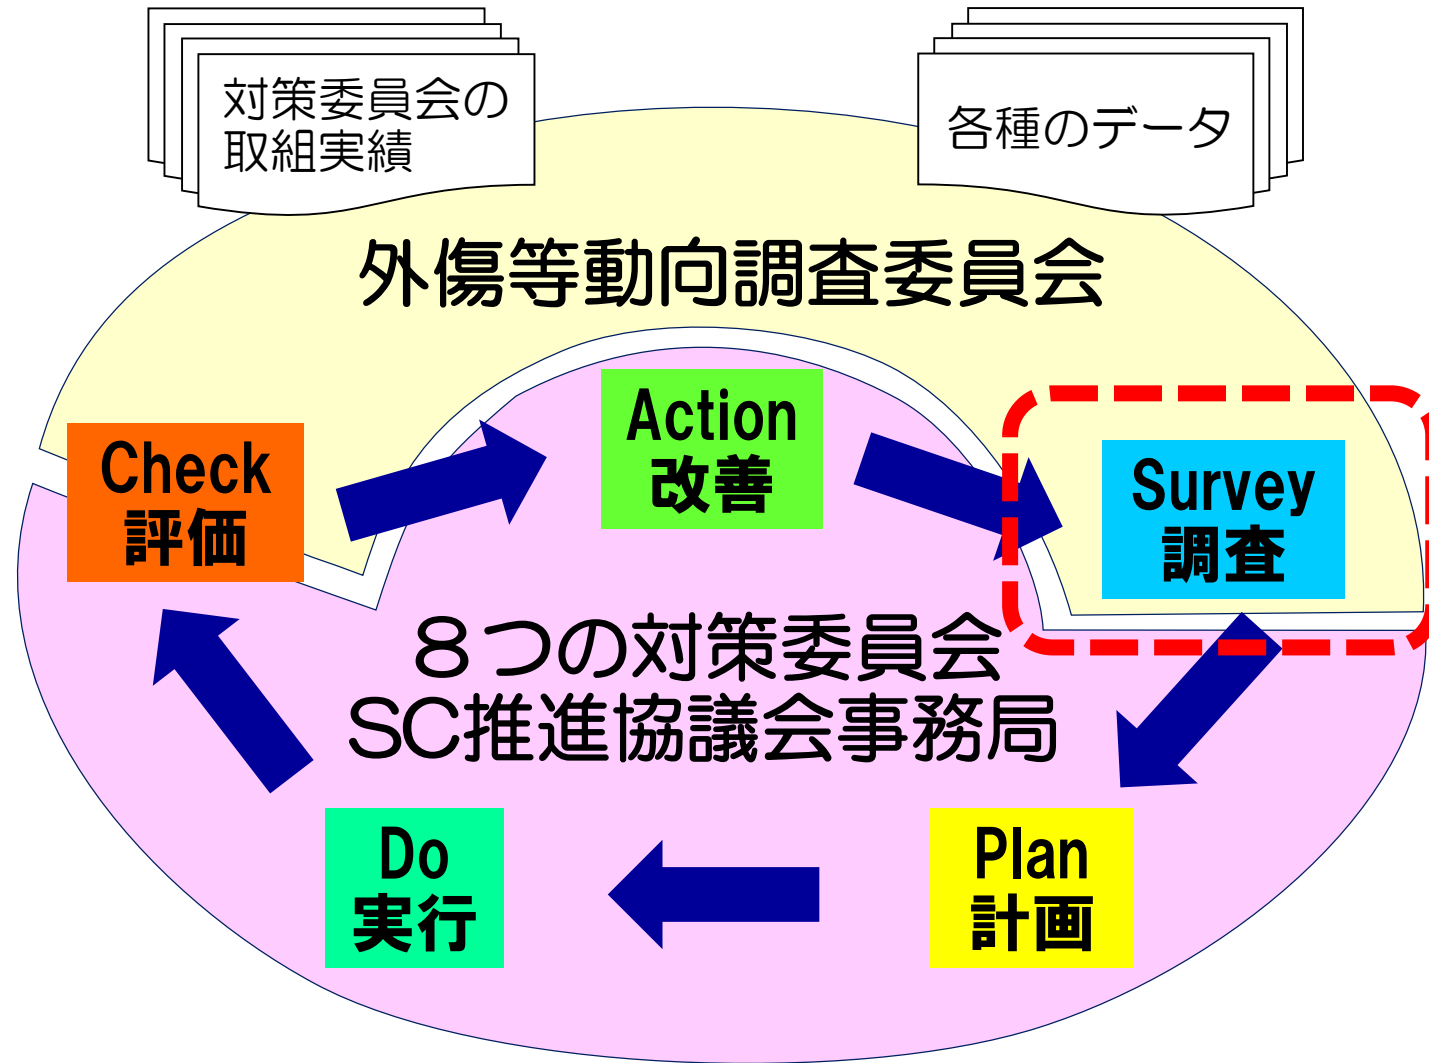 対策委員会の
取組実績
各種のデータ
外傷等動向調査委員会
Action
改善
Check
評価
Survey
調査
８つの対策委員会
SC推進協議会事務局
Do
実行
Plan
計画